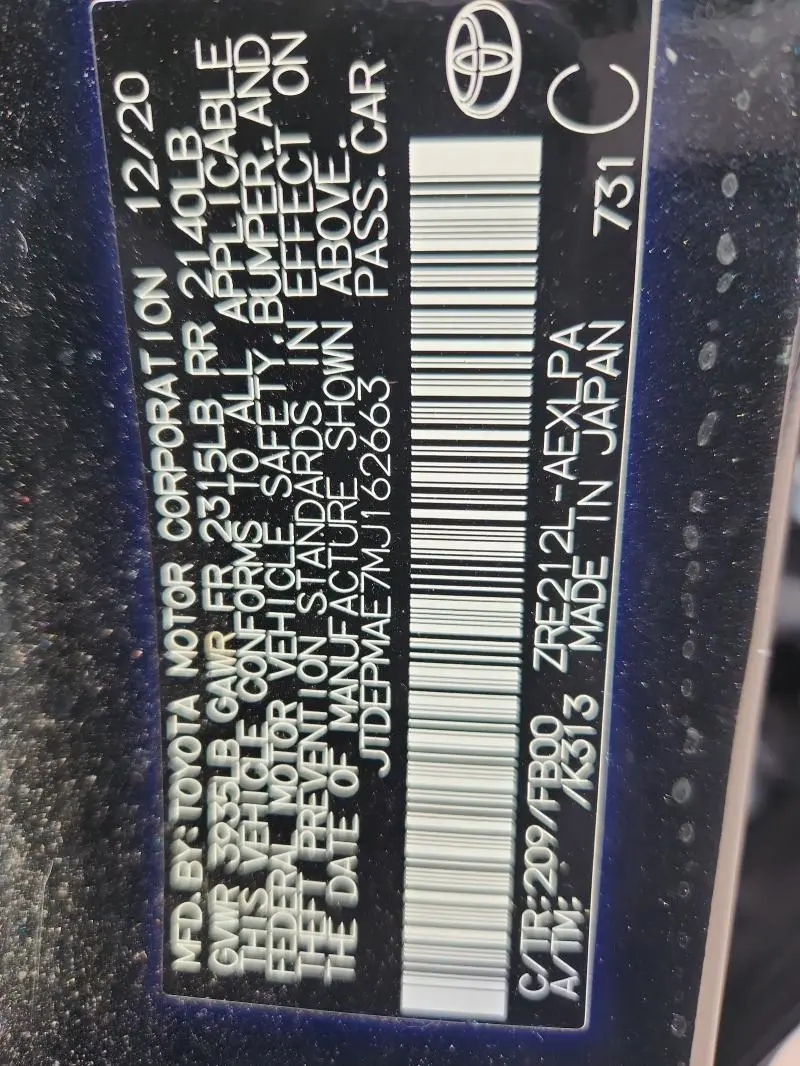 MFD.BY:TOYOTA MOTOR CORPORATION 12/20
GVWR 3935LB GAWR FR 2315LB RR 2140LB
THIS VEHICLE CONFORMS TO ALL APPLICABLE
FEDERAL MOTOR VEHICLE SAFETY,BUMPER,AND
THEFT PREVENTION STANDARDS IN EFFECT ON
THE DATE OF MANUFACTURE SHOWN ABOVE.
JTDEPMAE7MJ162663 PASS.CAR
C/TR:209/FB00 ZRE212L-AEXLPA 731 C
A/TM: /K313 MADE IN JAPAN